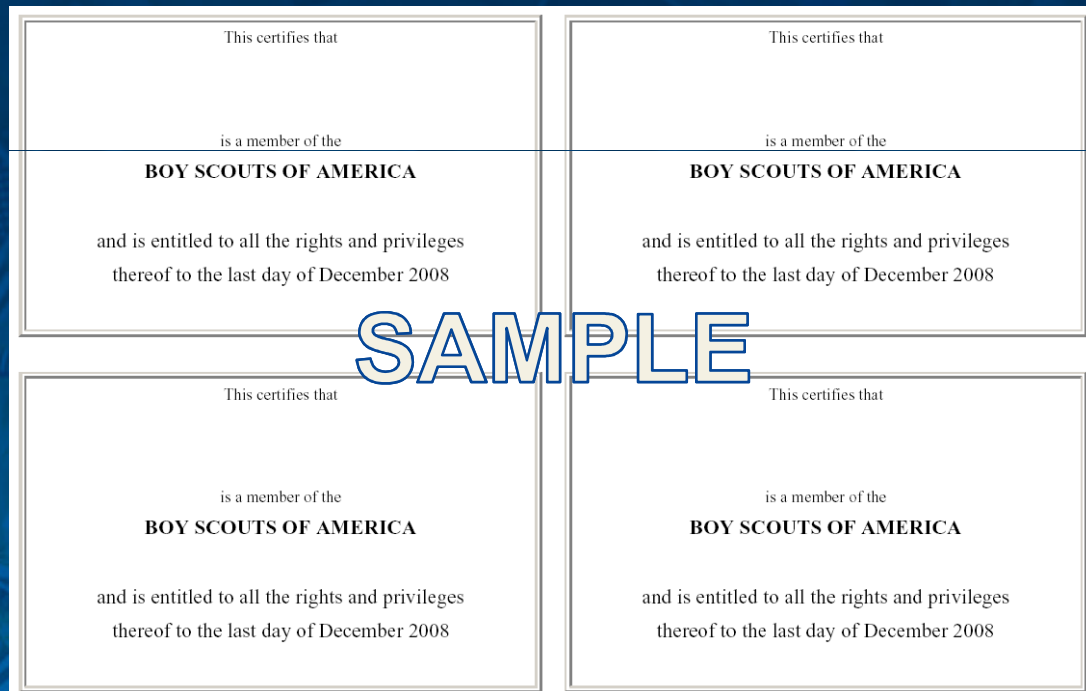 This certifies that
is a member of the
BOY SCOUTS OF AMERICA
and is entitled to all the rights and privileges
thereof to the last day of December 2008
This certifies that
is a member of the
BOY SCOUTS OF AMERICA
and is entitled to all the rights and privileges
thereof to the last day of December 2008
SAMPLE
This certifies that
is a member of the
BOY SCOUTS OF AMERICA
and is entitled to all the rights and privileges
thereof to the last day of December 2008
This certifies that
is a member of the
BOY SCOUTS OF AMERICA
and is entitled to all the rights and privileges
thereof to the last day of December 2008